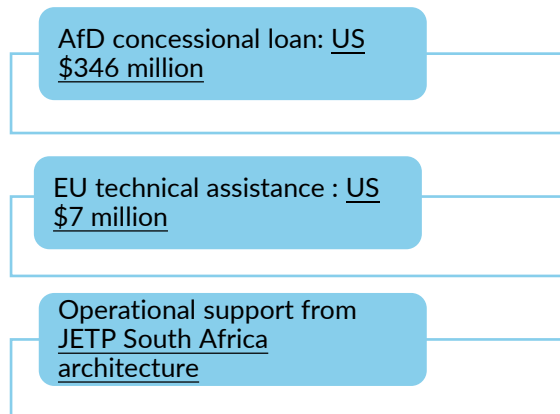 AfD concessional loan: US
$346 million
EU technical assistance : US
$7 million
Operational support from
JETP South Africa
architecture